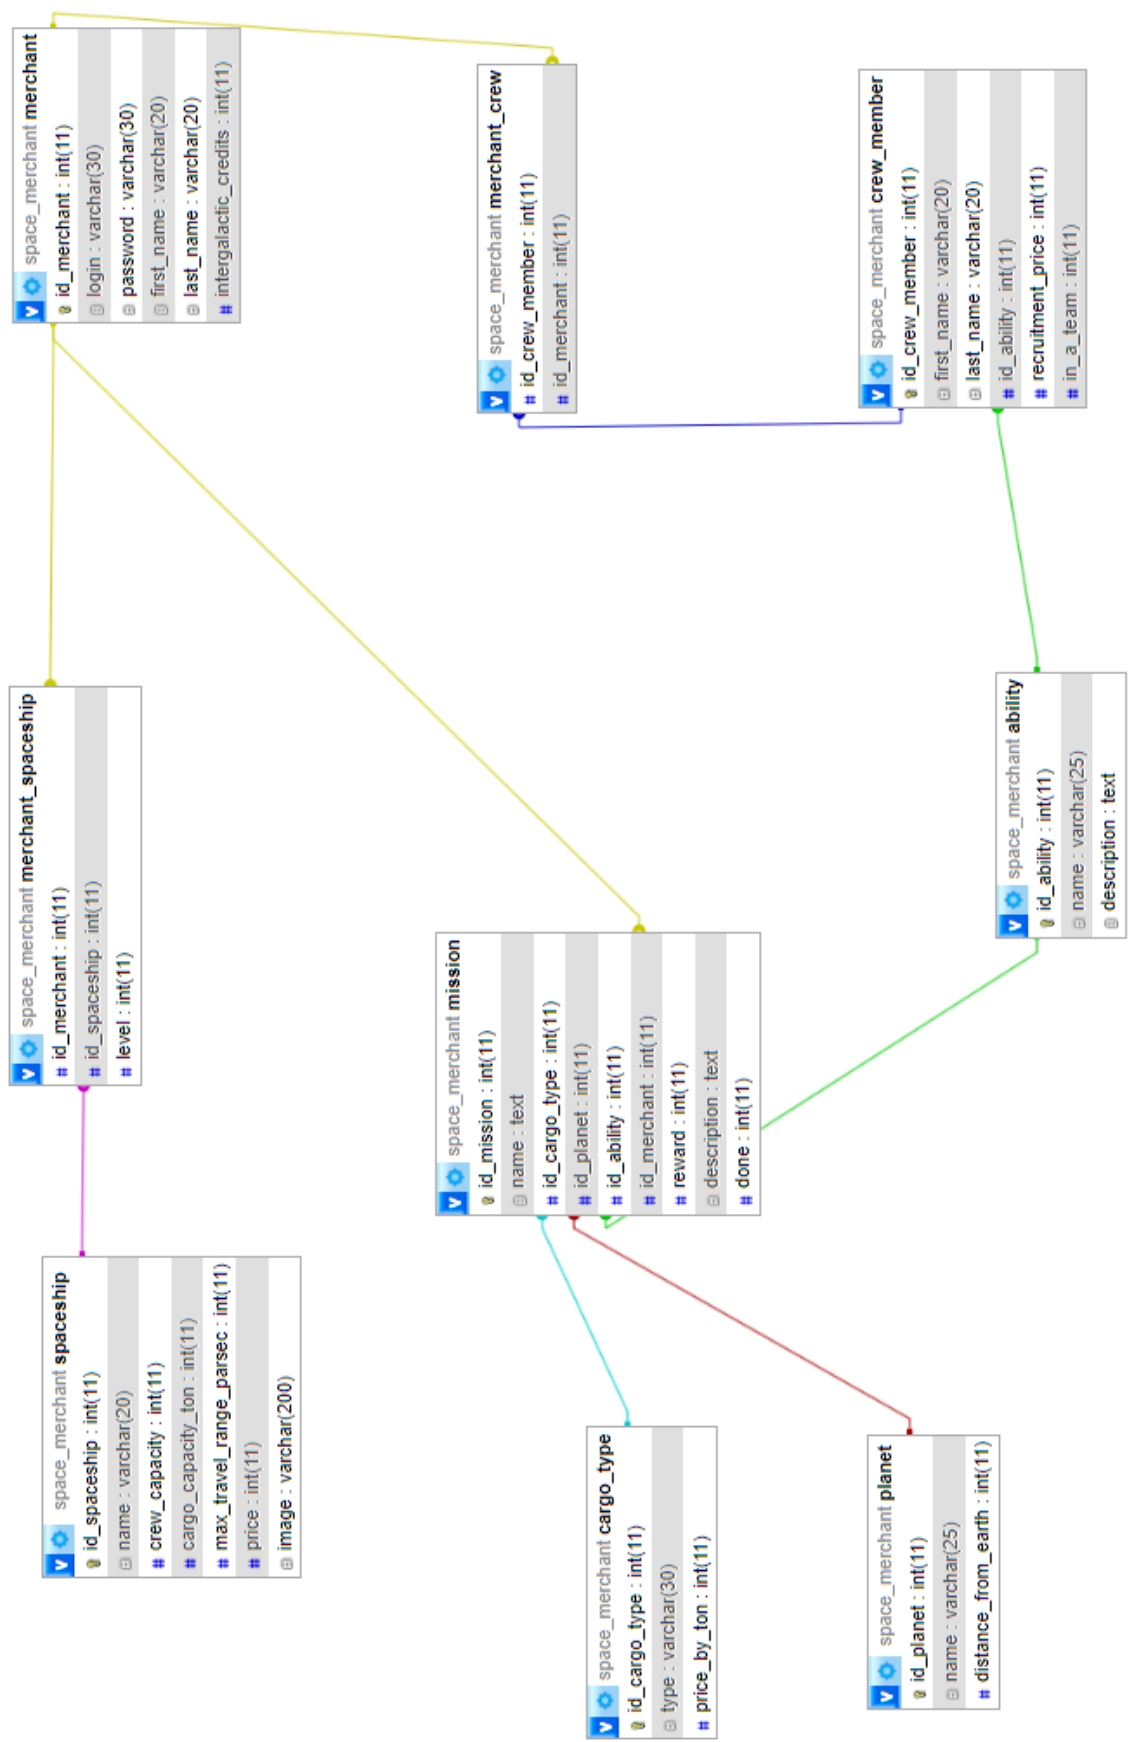 space_merchant spaceship
id_spaceship : int(11)
name : varchar(20)
crew_capacity : int(11)
cargo_capacity_ton : int(11)
max_travel_range_parsec : int(11)
price : int(11)
image : varchar(200)
space_merchant merchant_spaceship
id_merchant : int(11)
id_spaceship : int(11)
level : int(11)
space_merchant merchant
id_merchant : int(11)
login : varchar(30)
password : varchar(30)
first_name : varchar(20)
last_name : varchar(20)
intergalactic_credits : int(11)
space_merchant cargo_type
id_cargo_type : int(11)
type : varchar(30)
price_by_ton : int(11)
space_merchant mission
id_mission : int(11)
name : text
id_cargo_type : int(11)
id_planet : int(11)
id_ability : int(11)
id_merchant : int(11)
reward : int(11)
description : text
done : int(11)
space_merchant merchant_crew
id_crew_member : int(11)
id_merchant : int(11)
space_merchant planet
id_planet : int(11)
name : varchar(25)
distance_from_earth : int(11)
space_merchant ability
id_ability : int(11)
name : varchar(25)
description : text
space_merchant crew_member
id_crew_member : int(11)
first_name : varchar(20)
last_name : varchar(20)
id_ability : int(11)
recruitment_price : int(11)
in_a_team : int(11)